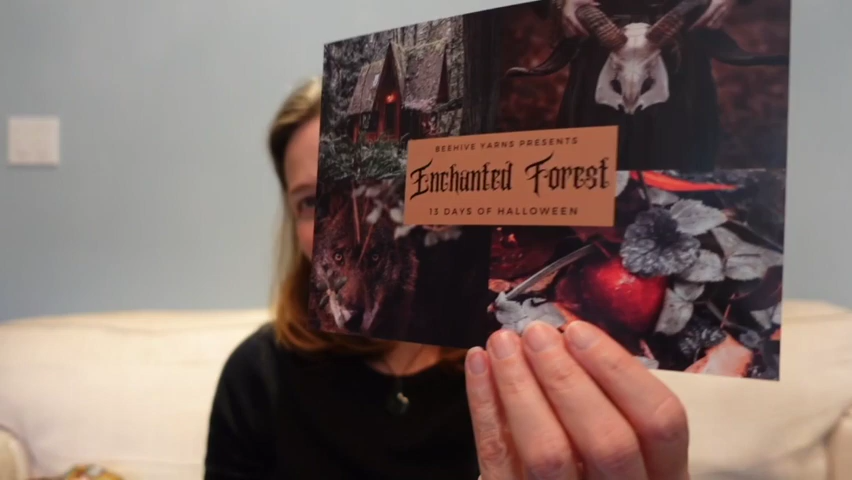 BEEHIVE YARNS PRESENTS
Enchanted Forest
13 DAYS OF HALLOWEEN